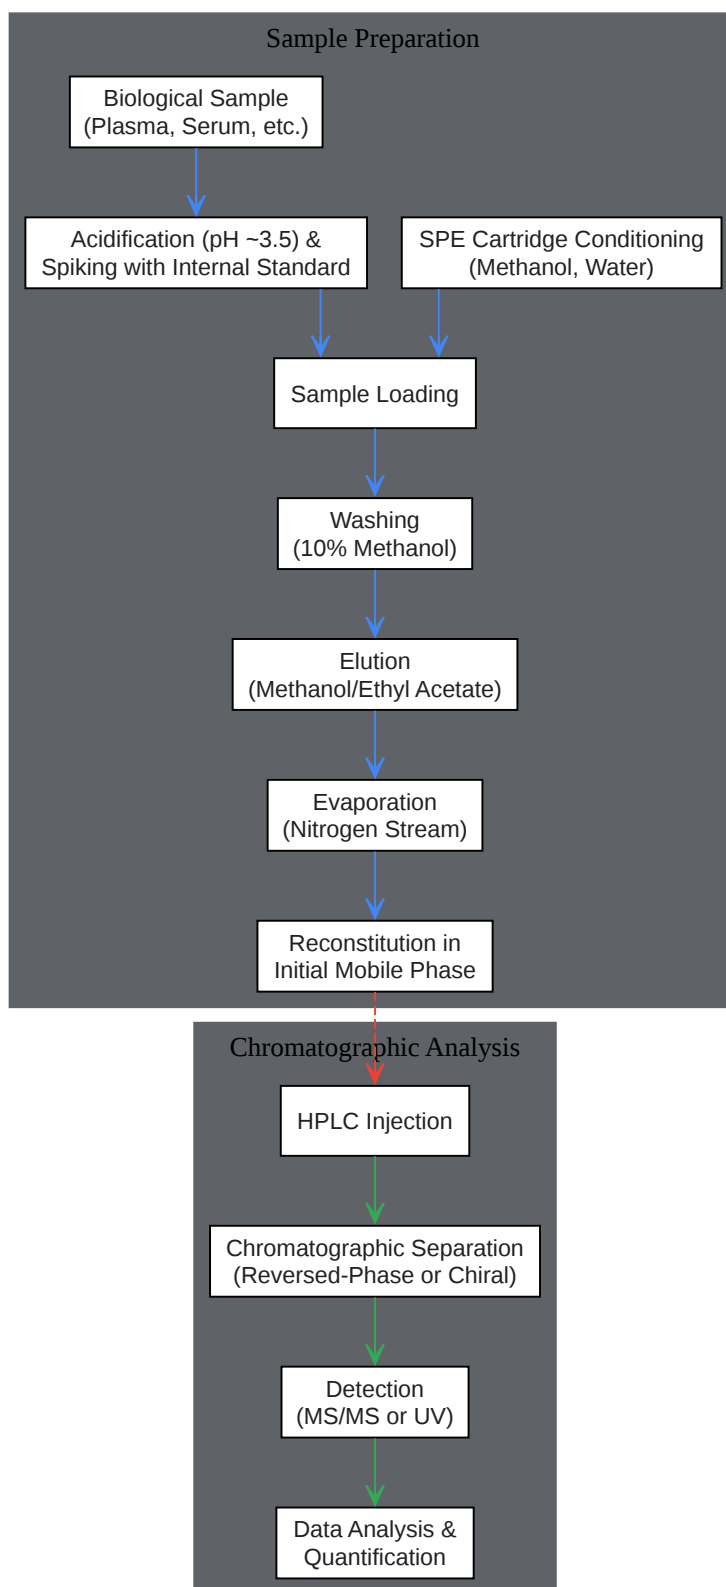 Sample Preparation
Biological Sample
(Plasma, Serum, etc.)
Acidification (pH ~3.5) &
Spiking with Internal Standard
SPE Cartridge Conditioning
(Methanol, Water)
Sample Loading
Washing
(10% Methanol)
Elution
(Methanol/Ethyl Acetate)
Evaporation
(Nitrogen Stream)
Reconstitution in
Initial Mobile Phase
Chromatographic Analysis
HPLC Injection
Chromatographic Separation
(Reversed-Phase or Chiral)
Detection
(MS/MS or UV)
Data Analysis &
Quantification